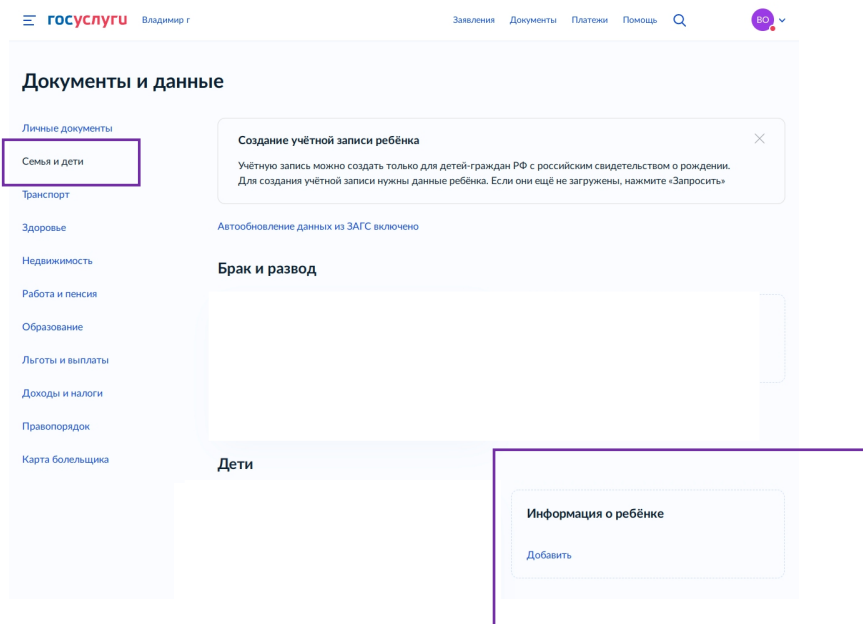 госуслуги Владимир г Заявления Документы Платежи Помощь ВО
Документы и данные
Личные документы
Семья и дети
Транспорт
Здоровье
Недвижимость
Работа и пенсия
Образование
Льготы и выплаты
Доходы и налоги
Правопорядок
Карта болельщика
Создание учётной записи ребёнка
Учётную запись можно создать только для детей-граждан РФ с российским свидетельством о рождении.
Для создания учётной записи нужны данные ребёнка. Если они ещё не загружены, нажмите «Запросить»
Автообновление данных из ЗАГС включено
Брак и развод
Дети
Информация о ребёнке
Добавить